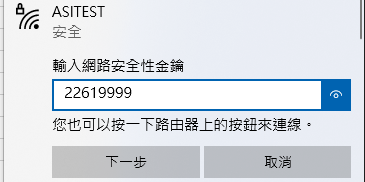 ASITEST
安全
輸入網路安全性金鑰
22619999
您也可以按一下路由器上的按鈕來連線。
下一步
取消